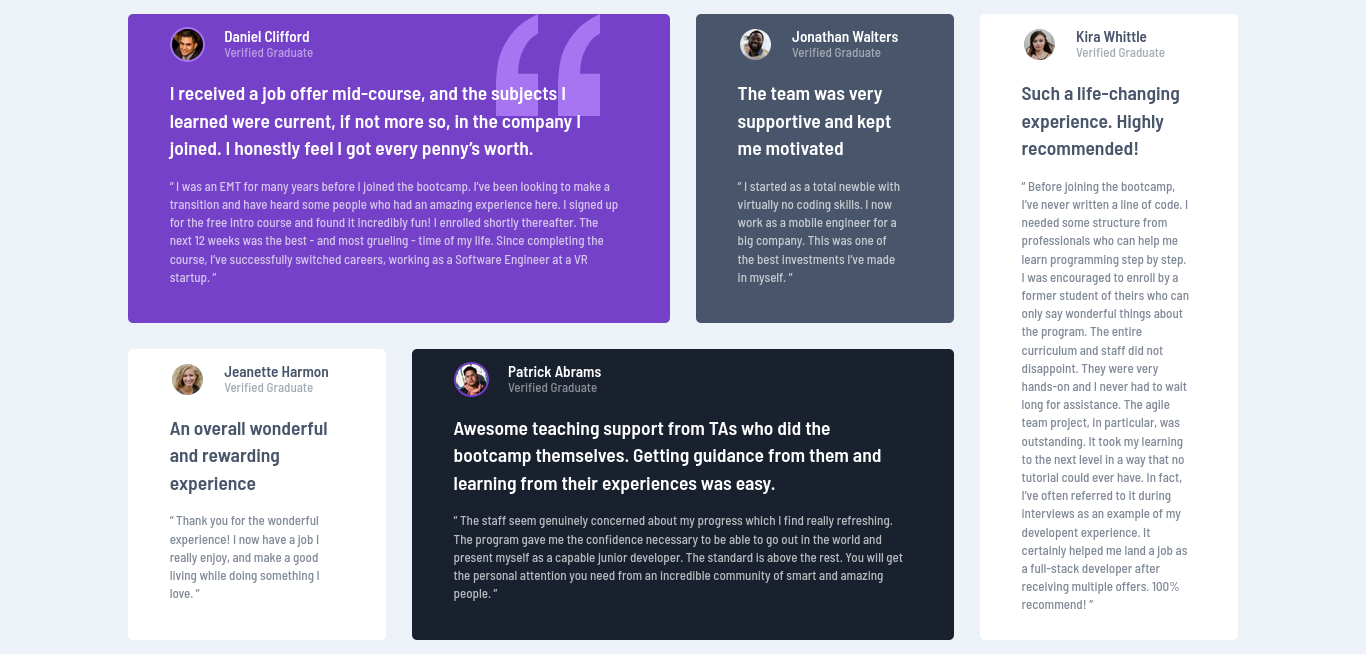 Daniel Clifford
Verified Graduate
I received a job offer mid-course, and the subjects I
learned were current, if not more so, in the company I
joined. I honestly feel I got every penny’s worth.
“ I was an EMT for many years before I joined the bootcamp. I’ve been looking to make a
transition and have heard some people who had an amazing experience here. I signed up
for the free intro course and found it incredibly fun! I enrolled shortly thereafter. The
next 12 weeks was the best - and most grueling - time of my life. Since completing the
course, I’ve successfully switched careers, working as a Software Engineer at a VR
startup. ”
Jonathan Walters
Verified Graduate
The team was very
supportive and kept
me motivated
“ I started as a total newbie with
virtually no coding skills. I now
work as a mobile engineer for a
big company. This was one of
the best investments I’ve made
in myself. ”
Kira Whittle
Verified Graduate
Such a life-changing
experience. Highly
recommended!
“ Before joining the bootcamp,
I’ve never written a line of code. I
needed some structure from
professionals who can help me
learn programming step by step.
I was encouraged to enroll by a
former student of theirs who can
only say wonderful things about
the program. The entire
curriculum and staff did not
disappoint. They were very
hands-on and I never had to wait
long for assistance. The agile
team project, in particular, was
outstanding. It took my learning
to the next level in a way that no
tutorial could ever have. In fact,
I’ve often referred to it during
interviews as an example of my
developent experience. It
certainly helped me land a job as
a full-stack developer after
receiving multiple offers. 100%
recommend! ”
Jeanette Harmon
Verified Graduate
An overall wonderful
and rewarding
experience
“ Thank you for the wonderful
experience! I now have a job I
really enjoy, and make a good
living while doing something I
love. ”
Patrick Abrams
Verified Graduate
Awesome teaching support from TAs who did the
bootcamp themselves. Getting guidance from them and
learning from their experiences was easy.
“ The staff seem genuinely concerned about my progress which I find really refreshing.
The program gave me the confidence necessary to be able to go out in the world and
present myself as a capable junior developer. The standard is above the rest. You will get
the personal attention you need from an incredible community of smart and amazing
people. ”